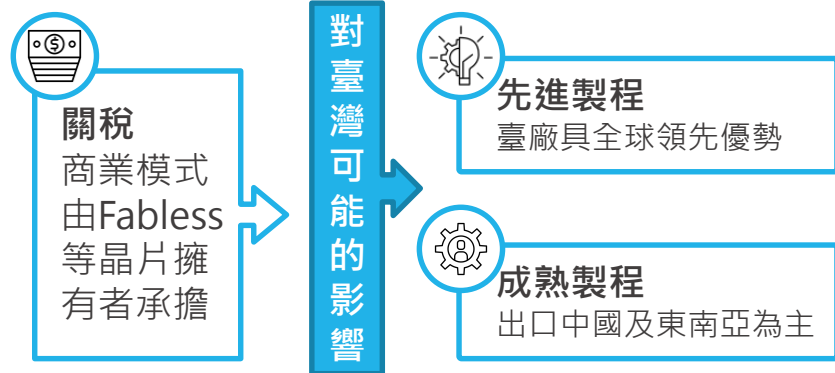 關稅
商業模式
由Fabless
等晶片擁
有者承擔
對臺灣可能的影響
先進製程
臺廠具全球領先優勢
成熟製程
出口中國及東南亞為主